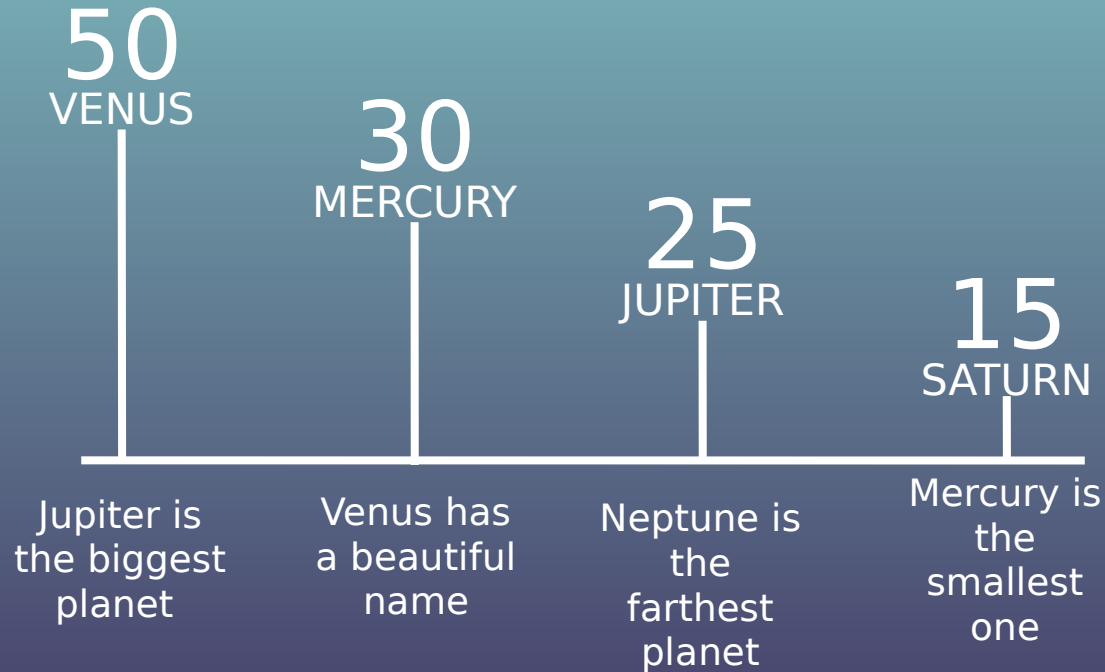 50
VENUS
30
MERCURY
25
JUPITER
15
SATURN
Jupiter is
the biggest
planet
Venus has
a beautiful
name
Neptune is
the
farthest
planet
Mercury is
the
smallest
one